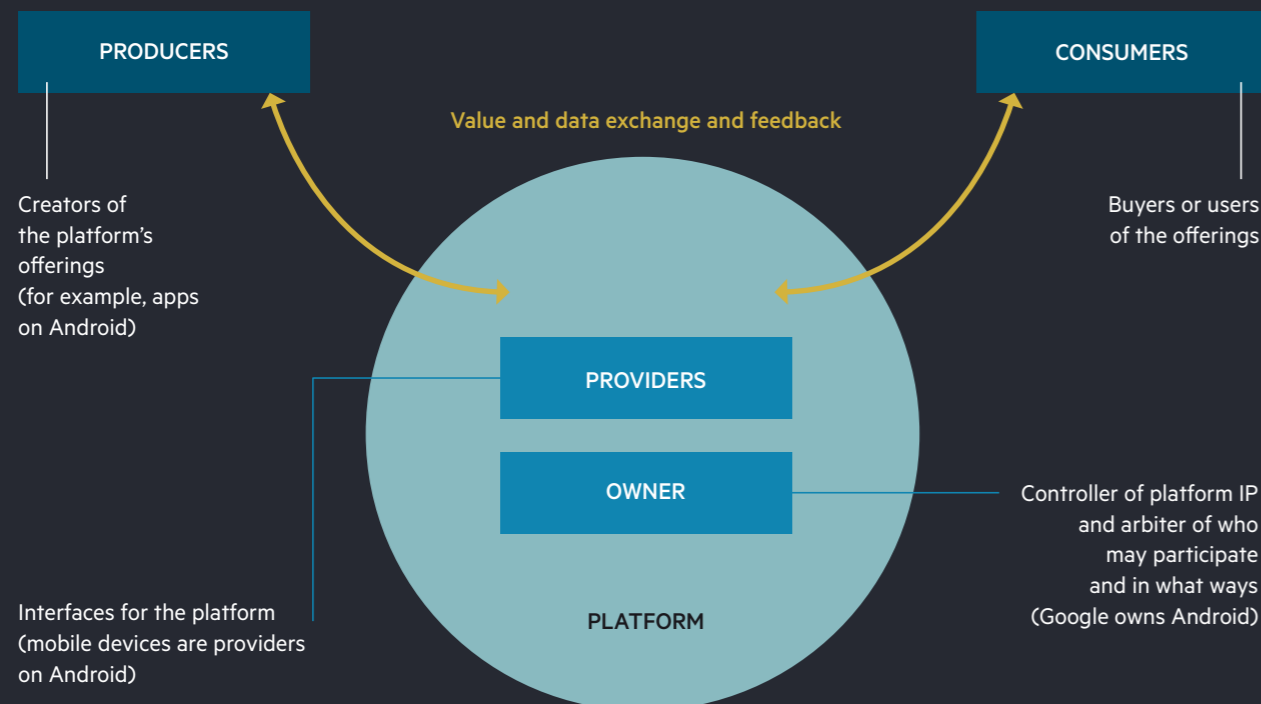 PRODUCERS
CONSUMERS
Value and data exchange and feedback
Creators of
the platform’s
offerings
(for example, apps
on Android)
Buyers or users
of the offerings
PROVIDERS
OWNER
Controller of platform IP
and arbiter of who
may participate
and in what ways
(Google owns Android)
Interfaces for the platform
(mobile devices are providers
on Android)
PLATFORM